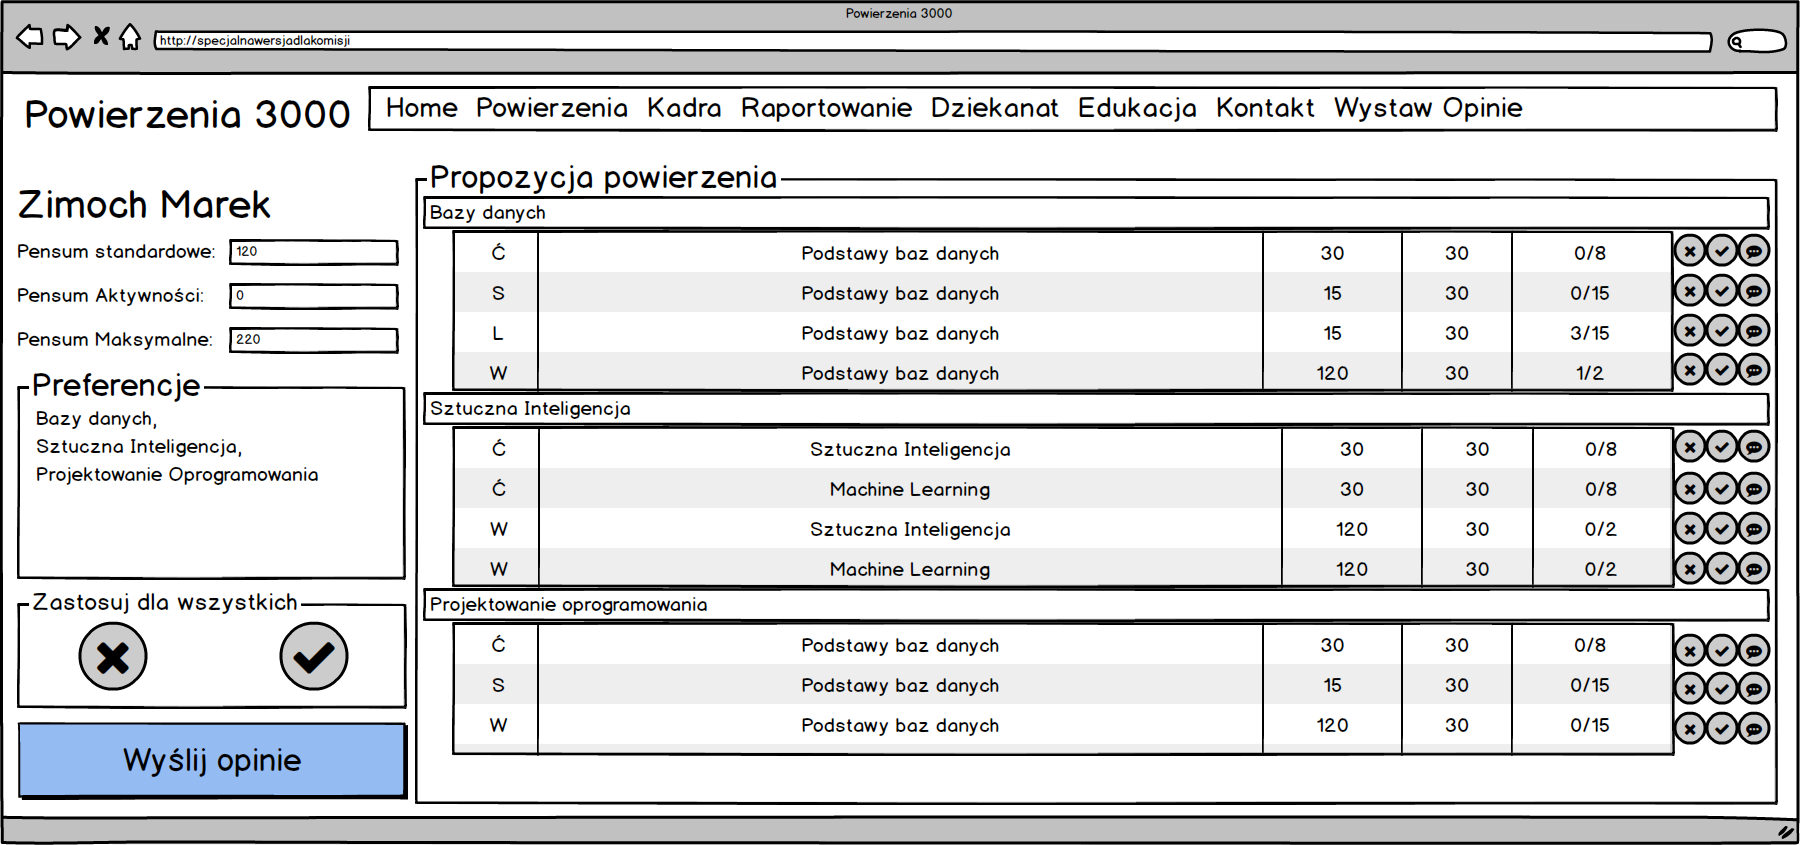 Powierzenia 3000
http://specjalnawersjadlakomisji
Powierzenia 3000
Home Powierzenia Kadra Raportowanie Dziekanat Edukacja Kontakt Wystaw Opinie
Zimoch Marek
Pensum standardowe: 120
Pensum Aktywności: 0
Pensum Maksymalne: 220
Preferencje
Bazy danych,
Sztuczna Inteligencja,
Projektowanie Oprogramowania
Zastosuj dla wszystkich
Wyślij opinie
Propozycja powierzenia
Bazy danych
Ć Podstawy baz danych 30 30 0/8
S Podstawy baz danych 15 30 0/15
L Podstawy baz danych 15 30 3/15
W Podstawy baz danych 120 30 1/2
Sztuczna Inteligencja
Ć Sztuczna Inteligencja 30 30 0/8
Ć Machine Learning 30 30 0/8
W Sztuczna Inteligencja 120 30 0/2
W Machine Learning 120 30 0/2
Projektowanie oprogramowania
Ć Podstawy baz danych 30 30 0/8
S Podstawy baz danych 15 30 0/15
W Podstawy baz danych 120 30 0/15